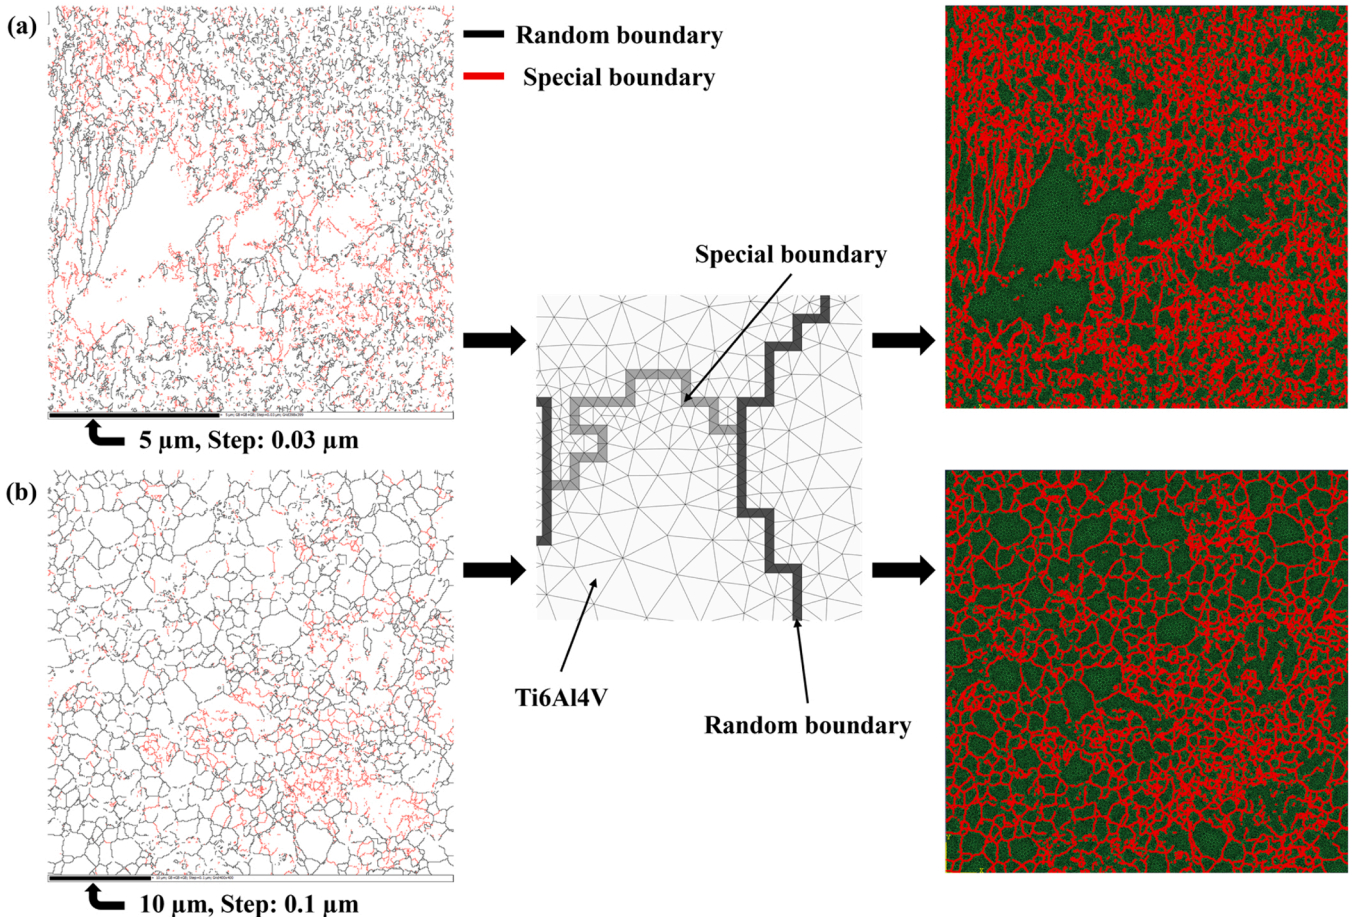 (a)
Random boundary
Special boundary
5 μm, Step: 0.03 μm
Special boundary
Ti6Al4V
Random boundary
(b)
10 μm, Step: 0.1 μm